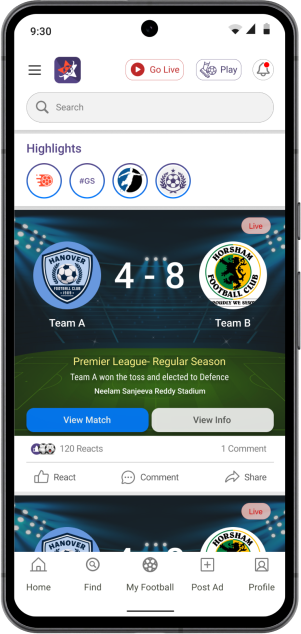 9:30
Go Live
Play
Search
Highlights
#GS
Live
HANOVER
FOOTBALL CLUB
HORSHAM
FOOTBALL CLUB
4 - 8
Team A
Team B
Premier League- Regular Season
Team A won the toss and elected to Defence
Neelam Sanjeeva Reddy Stadium
View Match
View Info
120 Reacts
1 Comment
React
Comment
Share
Live
HANOVER
HORSHAM
Home
Find
My Football
Post Ad
Profile